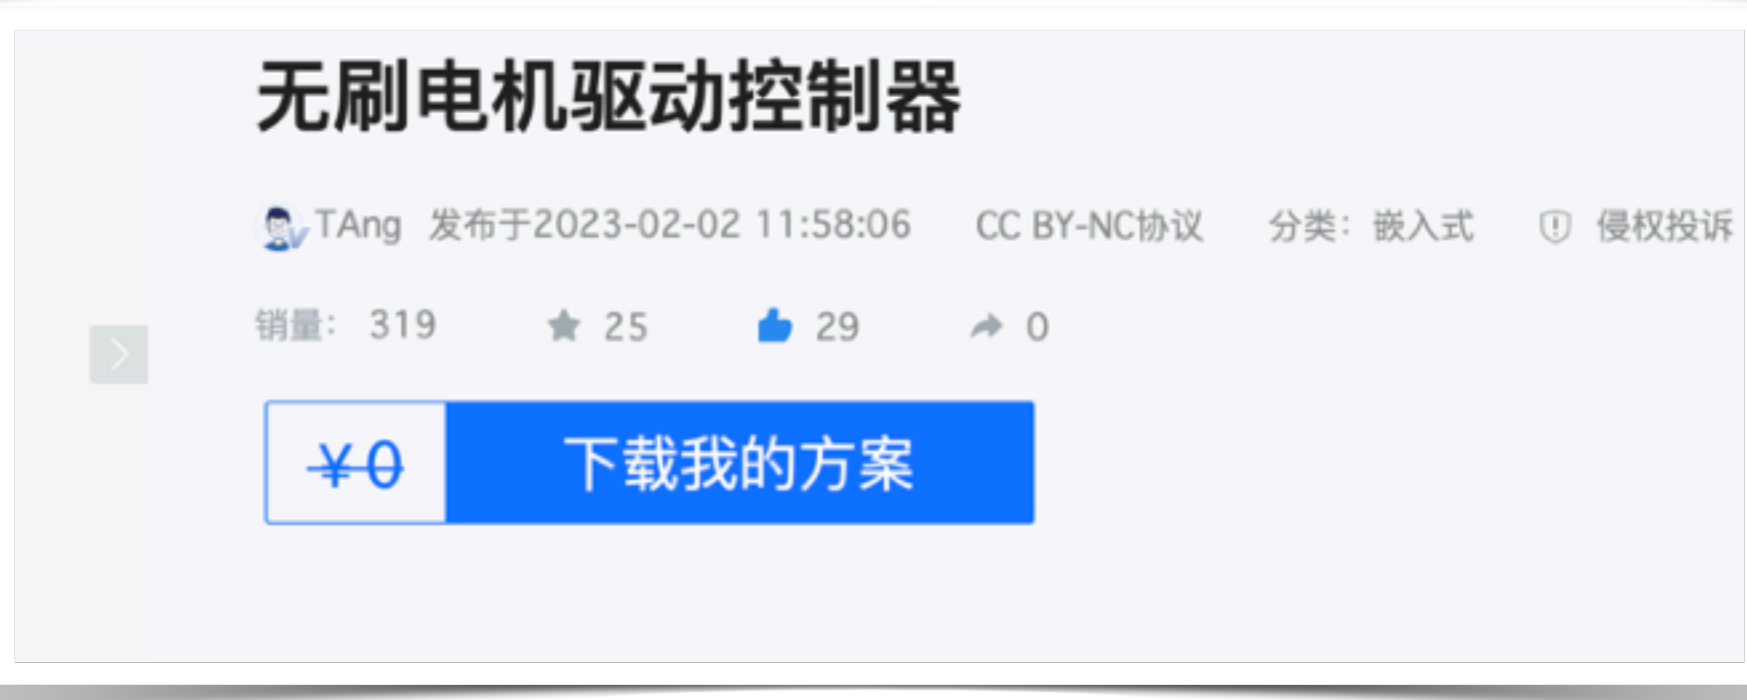 无刷电机驱动控制器
TAng 发布于2023-02-02 11:58:06 CC BY-NC协议 分类：嵌入式 侵权投诉
销量： 319 25 29 0
¥0 下载我的方案